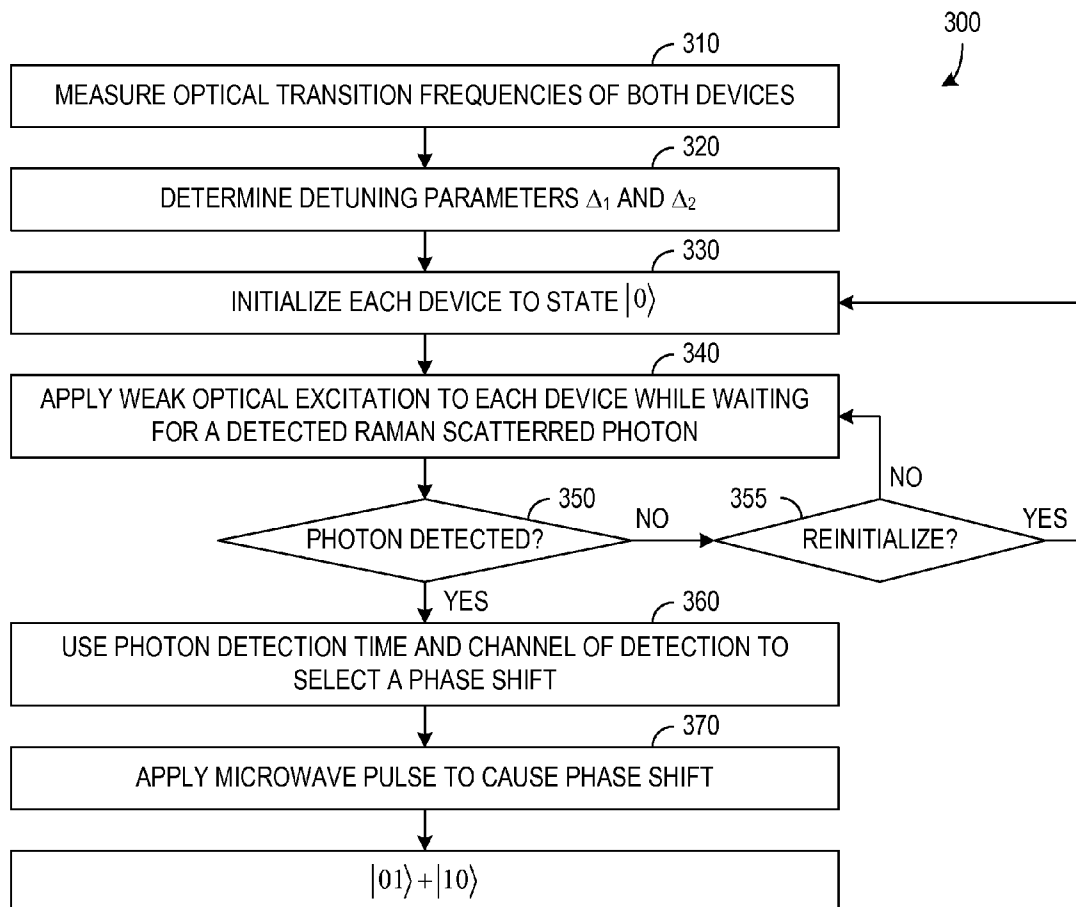 300
310
MEASURE OPTICAL TRANSITION FREQUENCIES OF BOTH DEVICES
320
DETERMINE DETUNING PARAMETERS Δ₁ AND Δ₂
330
INITIALIZE EACH DEVICE TO STATE |0⟩
340
APPLY WEAK OPTICAL EXCITATION TO EACH DEVICE WHILE WAITING
FOR A DETECTED RAMAN SCATTERRED PHOTON
350
PHOTON DETECTED?
NO
355
REINITIALIZE?
NO
YES
YES
360
USE PHOTON DETECTION TIME AND CHANNEL OF DETECTION TO
SELECT A PHASE SHIFT
370
APPLY MICROWAVE PULSE TO CAUSE PHASE SHIFT
|01⟩+|10⟩